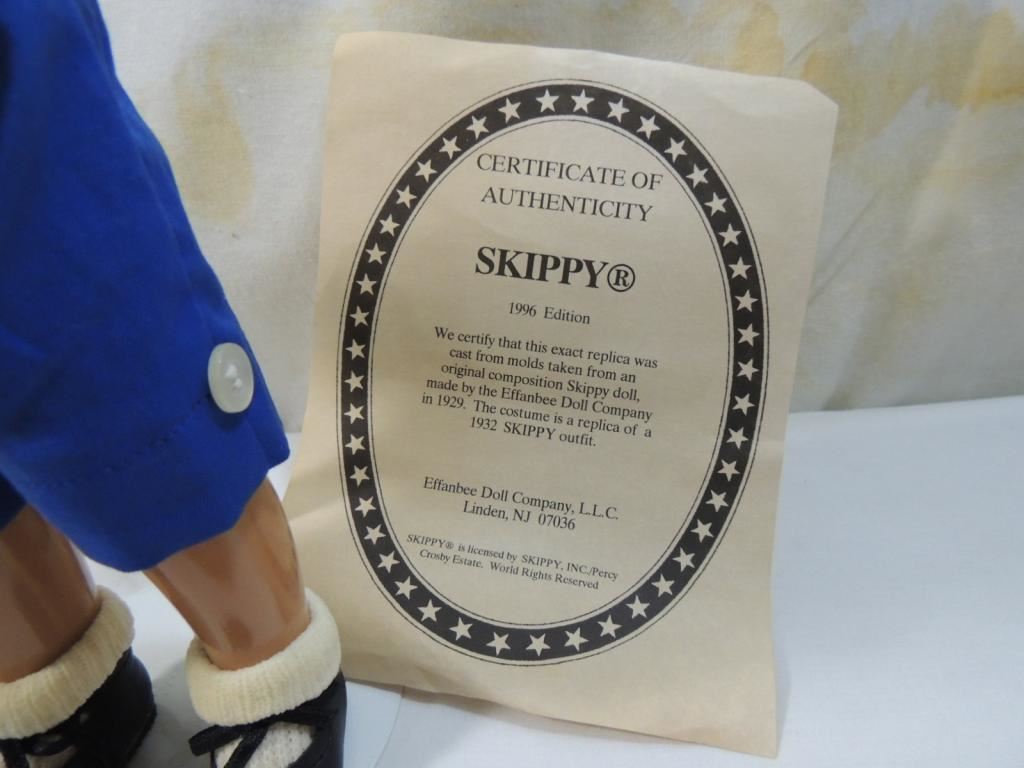 CERTIFICATE OF
AUTHENTICITY
SKIPPY®
1996 Edition
We certify that this exact replica was
cast from molds taken from an
original composition Skippy doll,
made by the Effanbee Doll Company
in 1929. The costume is a replica of a
1932 SKIPPY outfit.
Effanbee Doll Company, L.L.C.
Linden, NJ 07036
SKIPPY® is licensed by SKIPPY, INC./Percy
Crosby Estate. World Rights Reserved